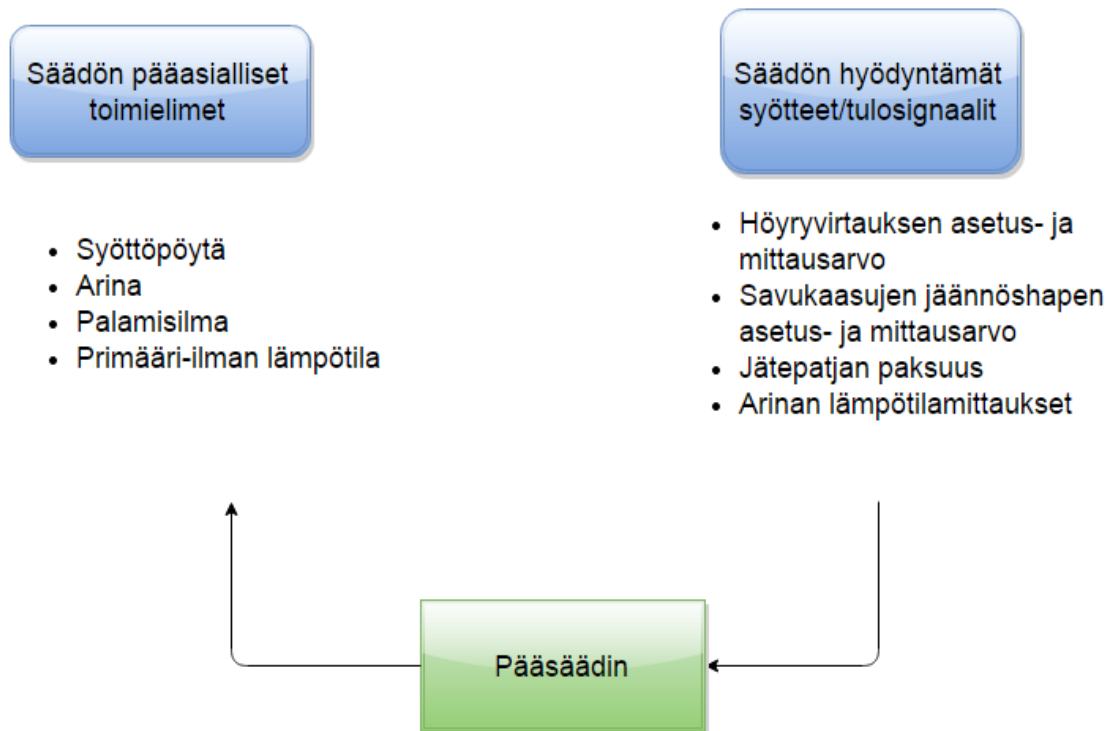 Säädön pääasialliset
toimielimet
Säädön hyödyntämät
syötteet/tulosignaalit
• Syöttöpöytä
• Arina
• Palamisilma
• Primääri-ilman lämpötila
• Höyryvirtauksen asetus- ja
mittausarvo
• Savukaasujen jäännöshapen
asetus- ja mittausarvo
• Jätepatjan paksuus
• Arinan lämpötilamittaukset
Pääsäädin